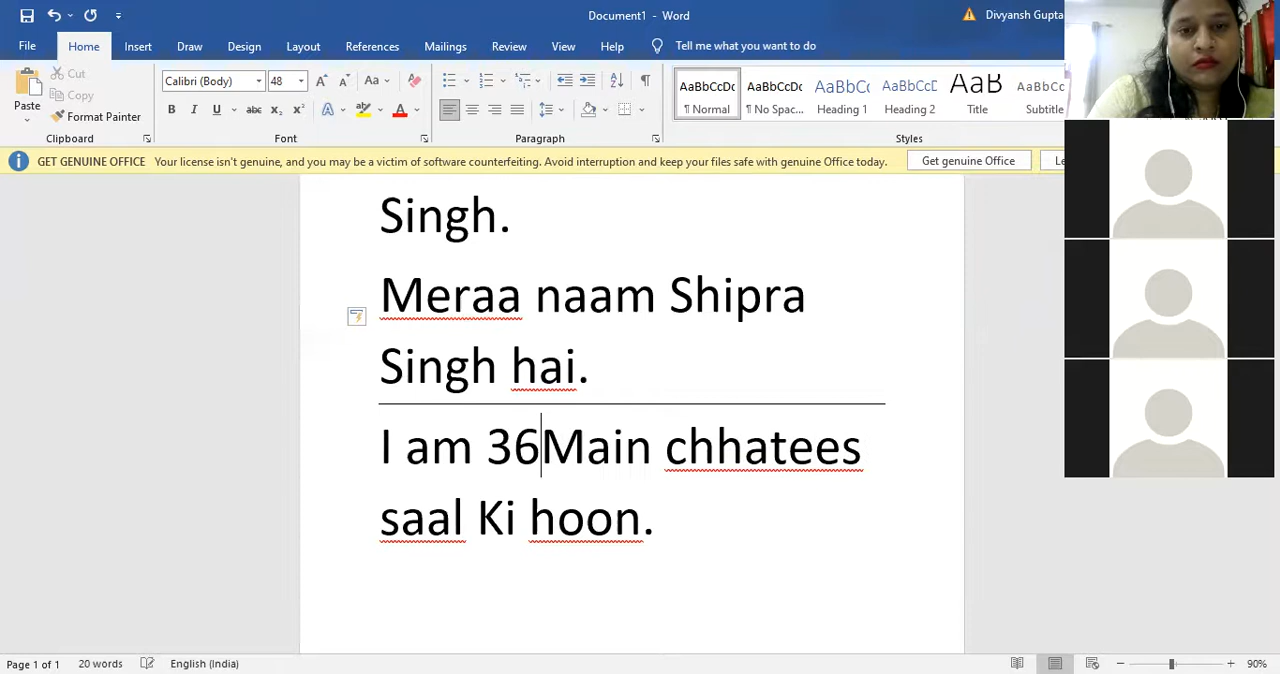 Document1 - Word
Divyansh Gupta
File Home Insert Draw Design Layout References Mailings Review View Help Tell me what you want to do
Paste
Cut
Copy
Format Painter
Clipboard
Calibri (Body) 48 Aa
B I U abc X₂ X² A A
Font
Paragraph
AaBbCcDc AaBbCcDc AaBbCc AaBbCcD AaB AaBbCc
¶ Normal ¶ No Spac... Heading 1 Heading 2 Title Subtitle
Styles
GET GENUINE OFFICE Your license isn't genuine, and you may be a victim of software counterfeiting. Avoid interruption and keep your files safe with genuine Office today. Get genuine Office
Singh.
Meraa naam Shipra
Singh hai.
I am 36Main chhatees
saal Ki hoon.
Page 1 of 1 20 words English (India) 90%